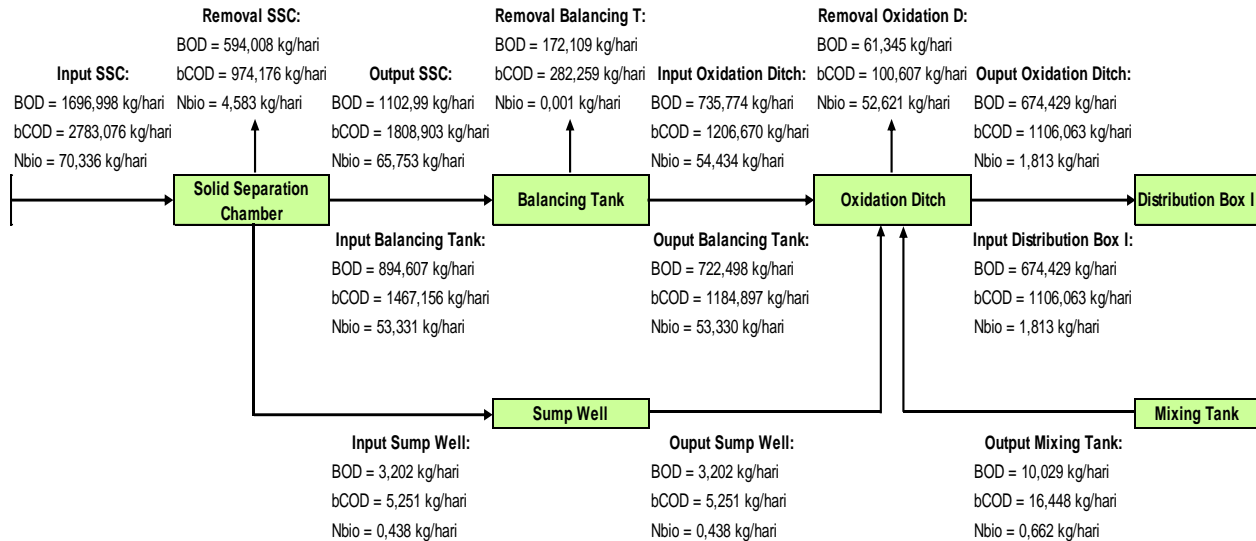 Removal SSC:
BOD = 594,008 kg/hari
bCOD = 974,176 kg/hari
Nbio = 4,583 kg/hari
Removal Balancing T:
BOD = 172,109 kg/hari
bCOD = 282,259 kg/hari
Nbio = 0,001 kg/hari
Removal Oxidation D:
BOD = 61,345 kg/hari
bCOD = 100,607 kg/hari
Nbio = 52,621 kg/hari
Input SSC:
BOD = 1696,998 kg/hari
bCOD = 2783,076 kg/hari
Nbio = 70,336 kg/hari
Output SSC:
BOD = 1102,99 kg/hari
bCOD = 1808,903 kg/hari
Nbio = 65,753 kg/hari
Input Oxidation Ditch:
BOD = 735,774 kg/hari
bCOD = 1206,670 kg/hari
Nbio = 54,434 kg/hari
Ouput Oxidation Ditch:
BOD = 674,429 kg/hari
bCOD = 1106,063 kg/hari
Nbio = 1,813 kg/hari
Solid Separation
Chamber
Balancing Tank
Oxidation Ditch
Distribution Box I
Input Balancing Tank:
BOD = 894,607 kg/hari
bCOD = 1467,156 kg/hari
Nbio = 53,331 kg/hari
Ouput Balancing Tank:
BOD = 722,498 kg/hari
bCOD = 1184,897 kg/hari
Nbio = 53,330 kg/hari
Input Distribution Box I:
BOD = 674,429 kg/hari
bCOD = 1106,063 kg/hari
Nbio = 1,813 kg/hari
Sump Well
Mixing Tank
Input Sump Well:
BOD = 3,202 kg/hari
bCOD = 5,251 kg/hari
Nbio = 0,438 kg/hari
Ouput Sump Well:
BOD = 3,202 kg/hari
bCOD = 5,251 kg/hari
Nbio = 0,438 kg/hari
Output Mixing Tank:
BOD = 10,029 kg/hari
bCOD = 16,448 kg/hari
Nbio = 0,662 kg/hari